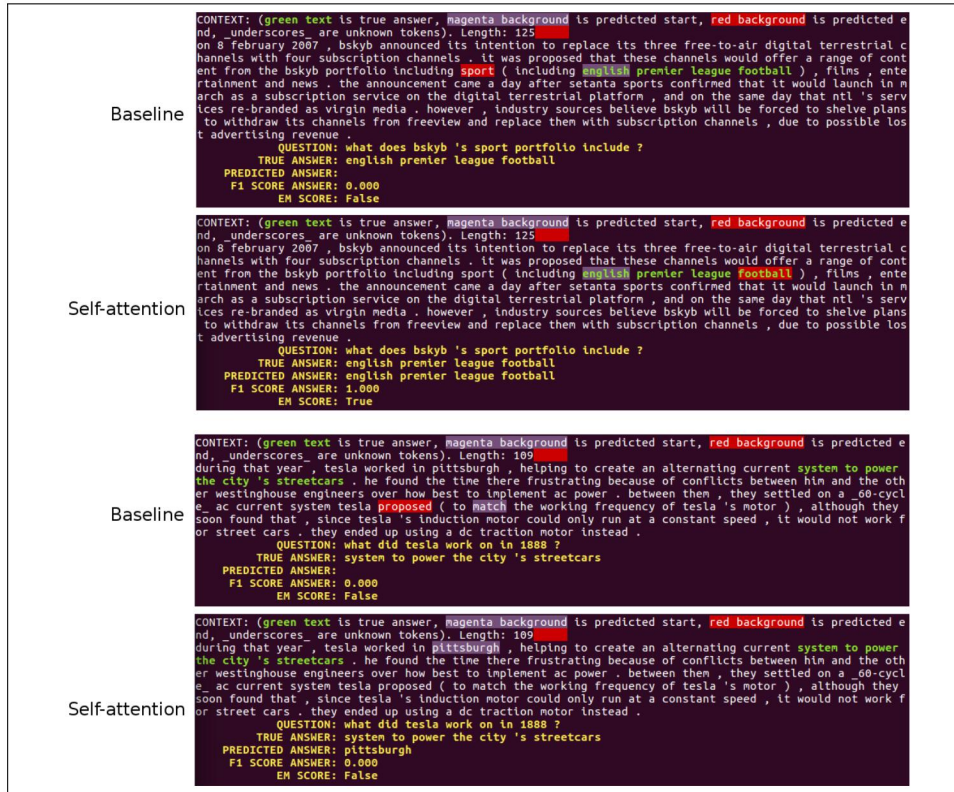 CONTEXT: (green text is true answer, magenta background is predicted start, red background is predicted e
nd, _underscores_ are unknown tokens). Length: 125
on 8 february 2007 , bskyb announced its intention to replace its three free-to-air digital terrestrial c
hannels with four subscription channels . it was proposed that these channels would offer a range of cont
ent from the bskyb portfolio including sport ( including english premier league football ) , films , ente
rtainment and news . the announcement came a day after setanta sports confirmed that it would launch in m
arch as a subscription service on the digital terrestrial platform , and on the same day that ntl 's serv
Baseline
ices re-branded as virgin media . however , industry sources believe bskyb will be forced to shelve plans
to withdraw its channels from freeview and replace them with subscription channels , due to possible los
t advertising revenue .
QUESTION: what does bskyb 's sport portfolio include ?
TRUE ANSWER: english premier league football
PREDICTED ANSWER:
F1 SCORE ANSWER: 0.000
EM SCORE: False
CONTEXT: (green text is true answer, magenta background is predicted start, red background is predicted e
nd, _underscores_ are unknown tokens). Length: 125
on 8 february 2007 , bskyb announced its intention to replace its three free-to-air digital terrestrial c
hannels with four subscription channels . it was proposed that these channels would offer a range of cont
ent from the bskyb portfolio including sport ( including english premier league football ) , films , ente
rtainment and news . the announcement came a day after setanta sports confirmed that it would launch in m
arch as a subscription service on the digital terrestrial platform , and on the same day that ntl 's serv
Self-attention
ices re-branded as virgin media . however , industry sources believe bskyb will be forced to shelve plans
to withdraw its channels from freeview and replace them with subscription channels , due to possible los
t advertising revenue .
QUESTION: what does bskyb 's sport portfolio include ?
TRUE ANSWER: english premier league football
PREDICTED ANSWER: english premier league football
F1 SCORE ANSWER: 1.000
EM SCORE: True
CONTEXT: (green text is true answer, magenta background is predicted start, red background is predicted e
nd, _underscores_ are unknown tokens). Length: 109
during that year , tesla worked in pittsburgh , helping to create an alternating current system to power
the city 's streetcars . he found the time there frustrating because of conflicts between him and the oth
er westinghouse engineers over how best to implement ac power . between them , they settled on a _60-cycl
Baseline
e_ ac current system tesla proposed ( to match the working frequency of tesla 's motor ) , although they
soon found that , since tesla 's induction motor could only run at a constant speed , it would not work f
or street cars . they ended up using a dc traction motor instead .
QUESTION: what did tesla work on in 1888 ?
TRUE ANSWER: system to power the city 's streetcars
PREDICTED ANSWER:
F1 SCORE ANSWER: 0.000
EM SCORE: False
CONTEXT: (green text is true answer, magenta background is predicted start, red background is predicted e
nd, _underscores_ are unknown tokens). Length: 109
during that year , tesla worked in pittsburgh , helping to create an alternating current system to power
the city 's streetcars . he found the time there frustrating because of conflicts between him and the oth
er westinghouse engineers over how best to implement ac power . between them , they settled on a _60-cycl
e_ ac current system tesla proposed ( to match the working frequency of tesla 's motor ) , although they
soon found that , since tesla 's induction motor could only run at a constant speed , it would not work f
Self-attention
or street cars . they ended up using a dc traction motor instead .
QUESTION: what did tesla work on in 1888 ?
TRUE ANSWER: system to power the city 's streetcars
PREDICTED ANSWER: pittsburgh
F1 SCORE ANSWER: 0.000
EM SCORE: False